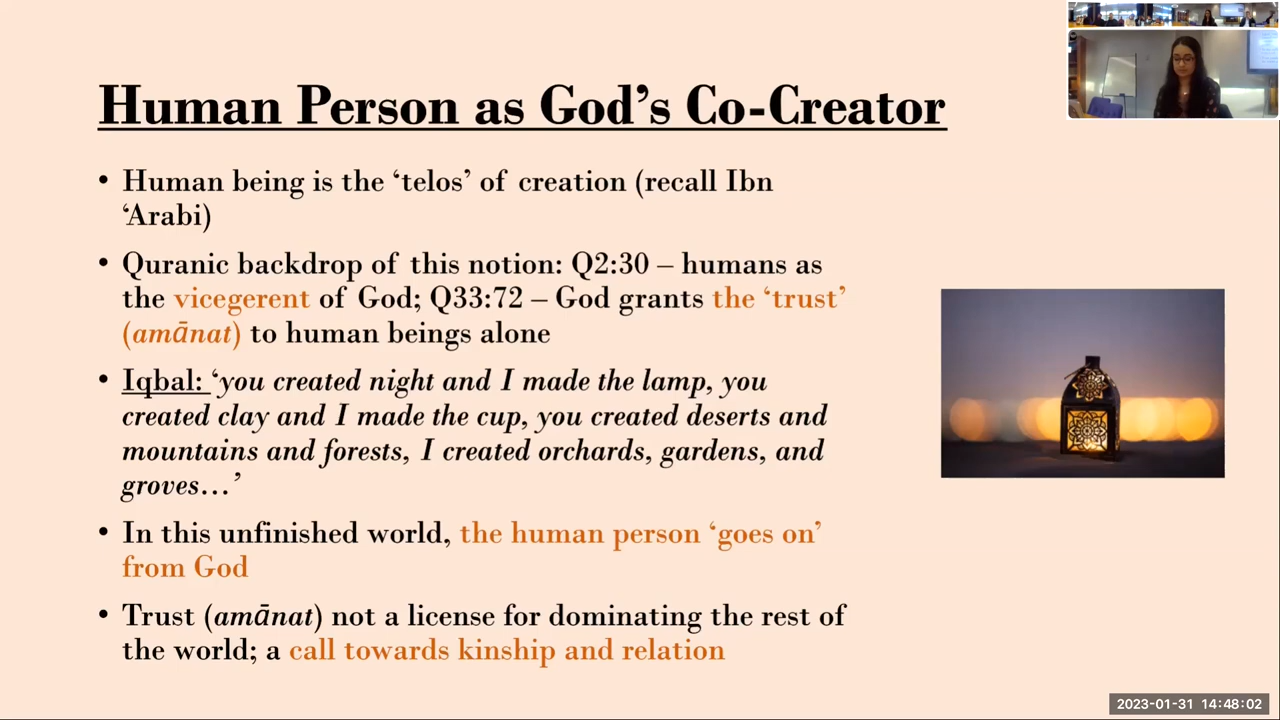 Human Person as God’s Co-Creator
• Human being is the ‘telos’ of creation (recall Ibn
‘Arabi)
• Quranic backdrop of this notion: Q2:30 – humans as
the vicegerent of God; Q33:72 – God grants the ‘trust’
(amānat) to human beings alone
• Iqbal: ‘you created night and I made the lamp, you
created clay and I made the cup, you created deserts and
mountains and forests, I created orchards, gardens, and
groves…’
• In this unfinished world, the human person ‘goes on’
from God
• Trust (amānat) not a license for dominating the rest of
the world; a call towards kinship and relation
2023-01-31 14:48:02